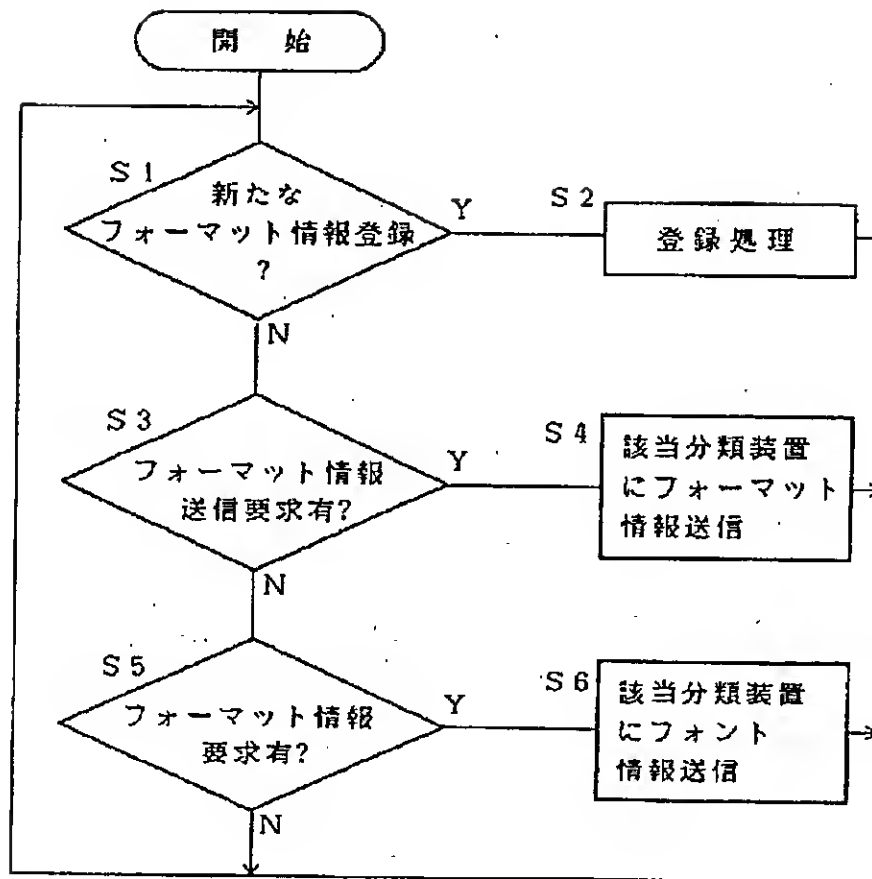 開 始
S1
新たな
フォーマット情報登録
?
Y
S2
登録処理
N
S3
フォーマット情報
送信要求有?
Y
S4
該当分類装置
にフォーマット
情報送信
N
S5
フォーマット情報
要求有?
Y
S6
該当分類装置
にフォント
情報送信
N